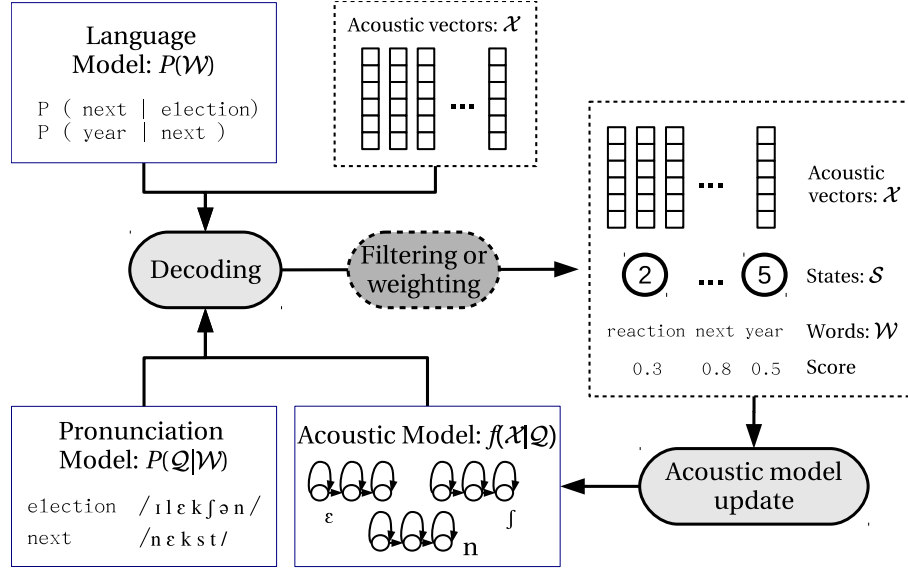 Language
Model: P(𝒲)
P ( next | election)
P ( year | next )
Acoustic vectors: 𝒳
...
Decoding
Filtering or
weighting
...
Acoustic
vectors: 𝒳
2 ... 5
States: 𝒮
reaction next year
Words: 𝒲
0.3 0.8 0.5
Score
Pronunciation
Model: P(𝒬|𝒲)
election /ɪlɛkʃən/
next /nɛkst/
Acoustic Model: f(𝒳|𝒬)
ɛ
ʃ
n
Acoustic model
update